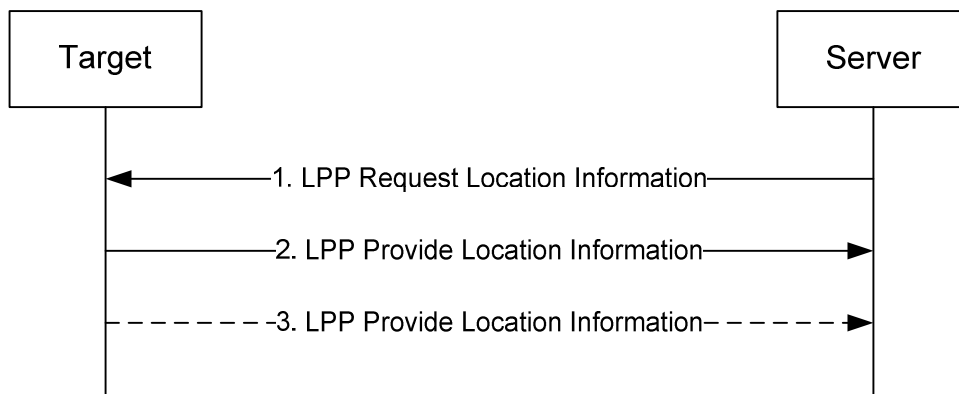 Target
Server
1. LPP Request Location Information
2. LPP Provide Location Information
3. LPP Provide Location Information